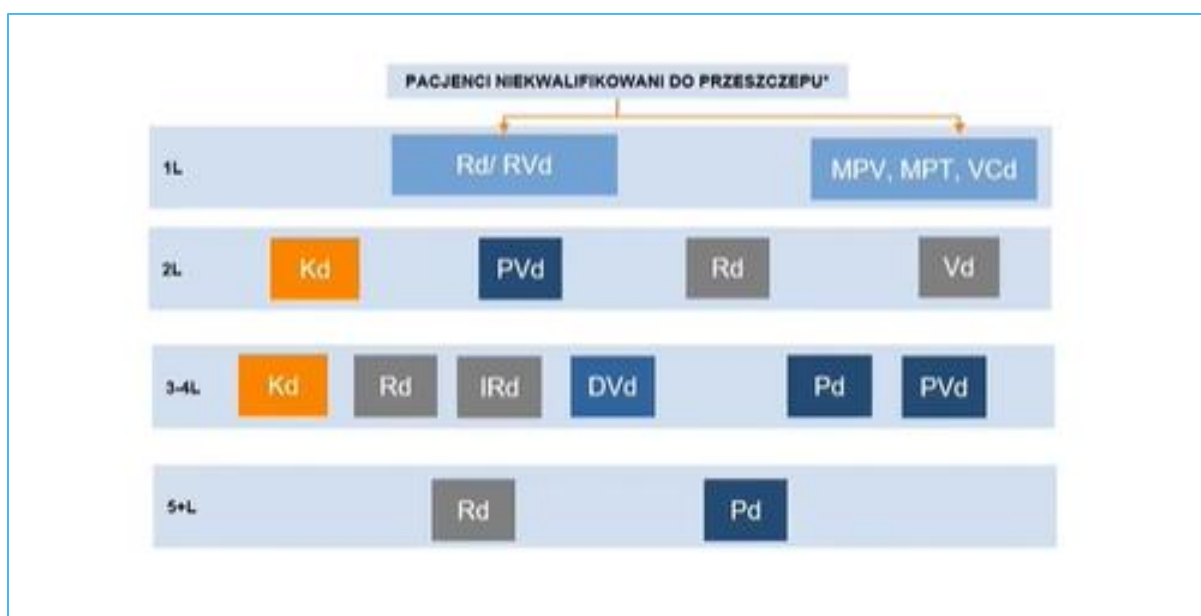 PACJENCI NIEKWALIFIKOWANI DO PRZESZCZEPU*
1L
Rd/ RVd
MPV, MPT, VCd
2L
Kd
PVd
Rd
Vd
3-4L
Kd
Rd
IRd
DVd
Pd
PVd
5+L
Rd
Pd